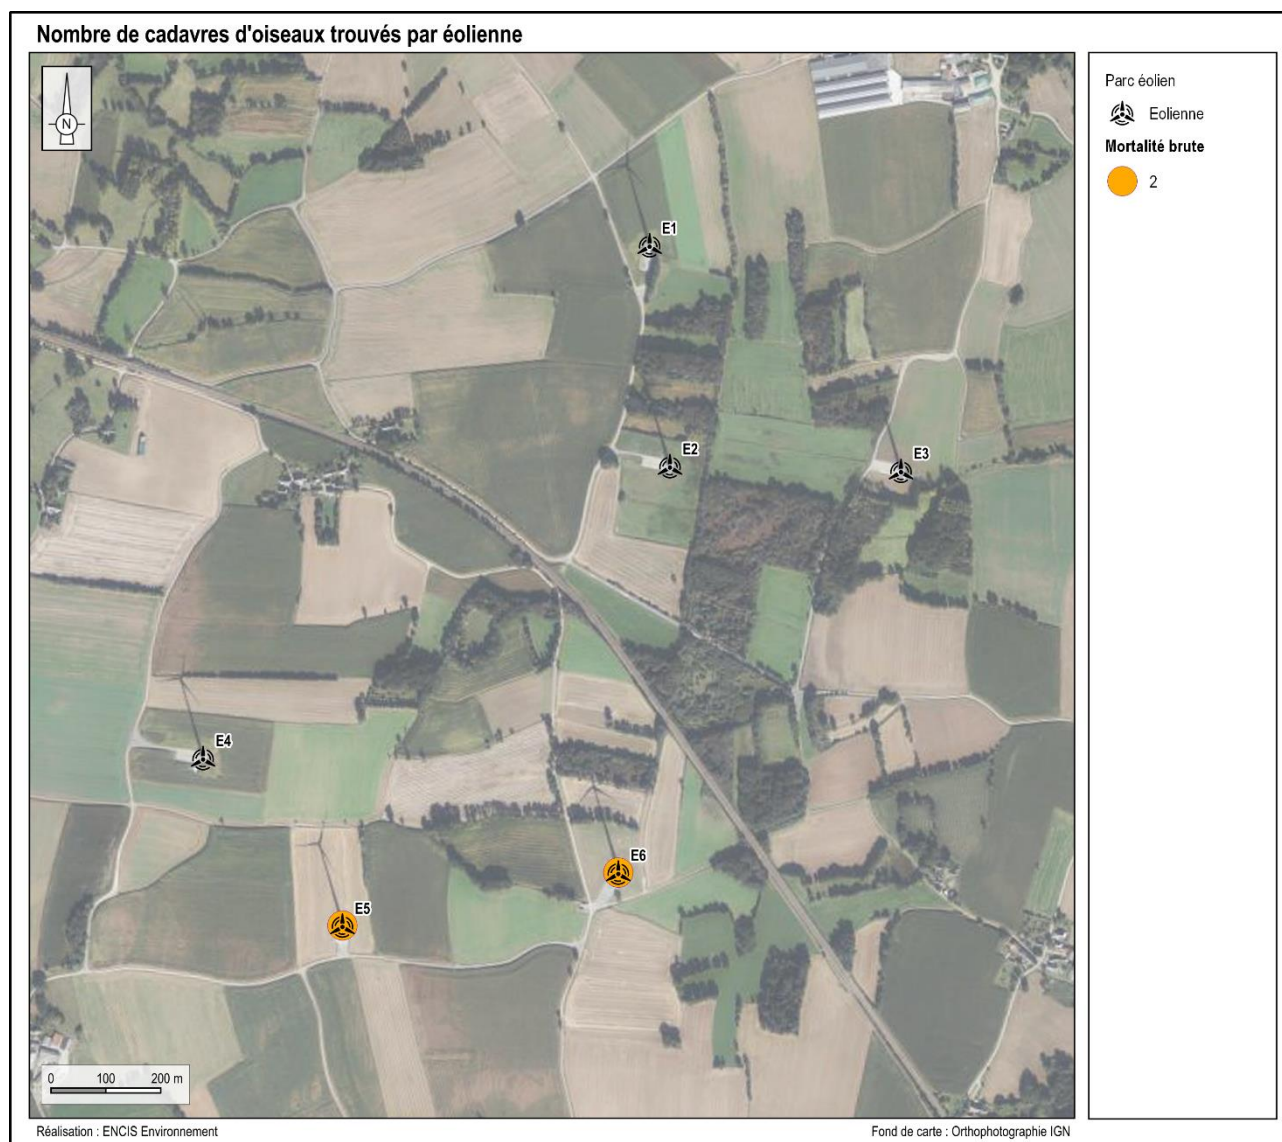 Nombre de cadavres d'oiseaux trouvés par éolienne
N
Parc éolien
Eolienne
Mortalité brute
2
E1
E2
E3
E4
E6
E5
0 100 200 m
Réalisation : ENCIS Environnement
Fond de carte : Orthophotographie IGN